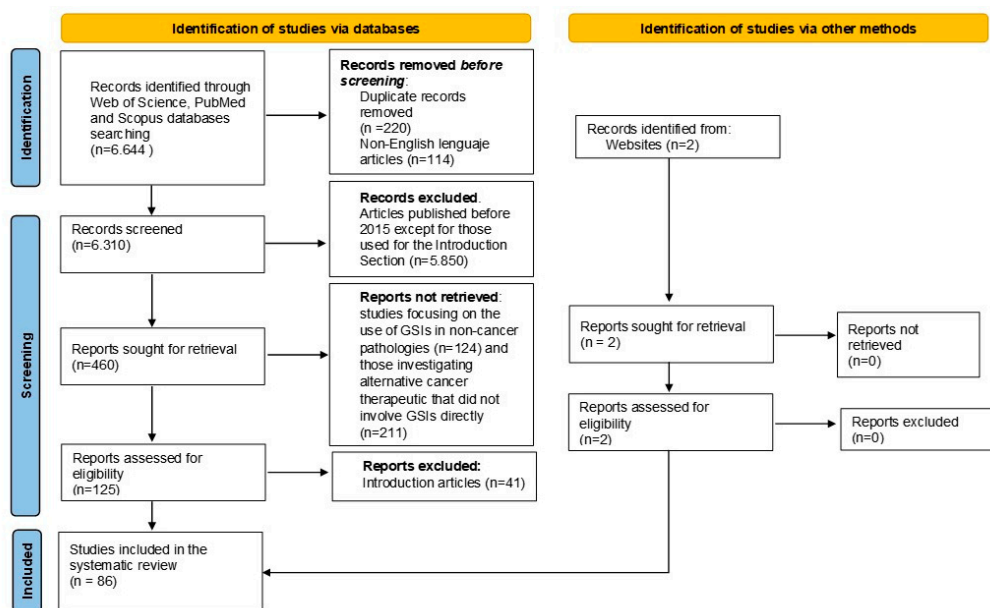 Identification of studies via databases
Identification of studies via other methods
Identification
Records identified through
Web of Science, PubMed
and Scopus databases
searching
(n=6.644 )
Records removed before
screening:
Duplicate records
removed
(n =220)
Non-English lenguaje
articles (n=114)
Records identified from:
Websites (n=2)
Screening
Records screened
(n=6.310)
Records excluded.
Articles published before
2015 except for those
used for the Introduction
Section (n=5.850)
Reports sought for retrieval
(n=460)
Reports not retrieved:
studies focusing on the
use of GSIs in non-cancer
pathologies (n=124) and
those investigating
alternative cancer
therapeutic that did not
involve GSIs directly
(n=211)
Reports sought for retrieval
(n = 2)
Reports not
retrieved
(n=0)
Reports assessed for
eligibility
(n=125)
Reports excluded:
Introduction articles (n=41)
Reports assessed for
eligibility
(n=2)
Reports excluded
(n=0)
Included
Studies included in the
systematic review
(n = 86)